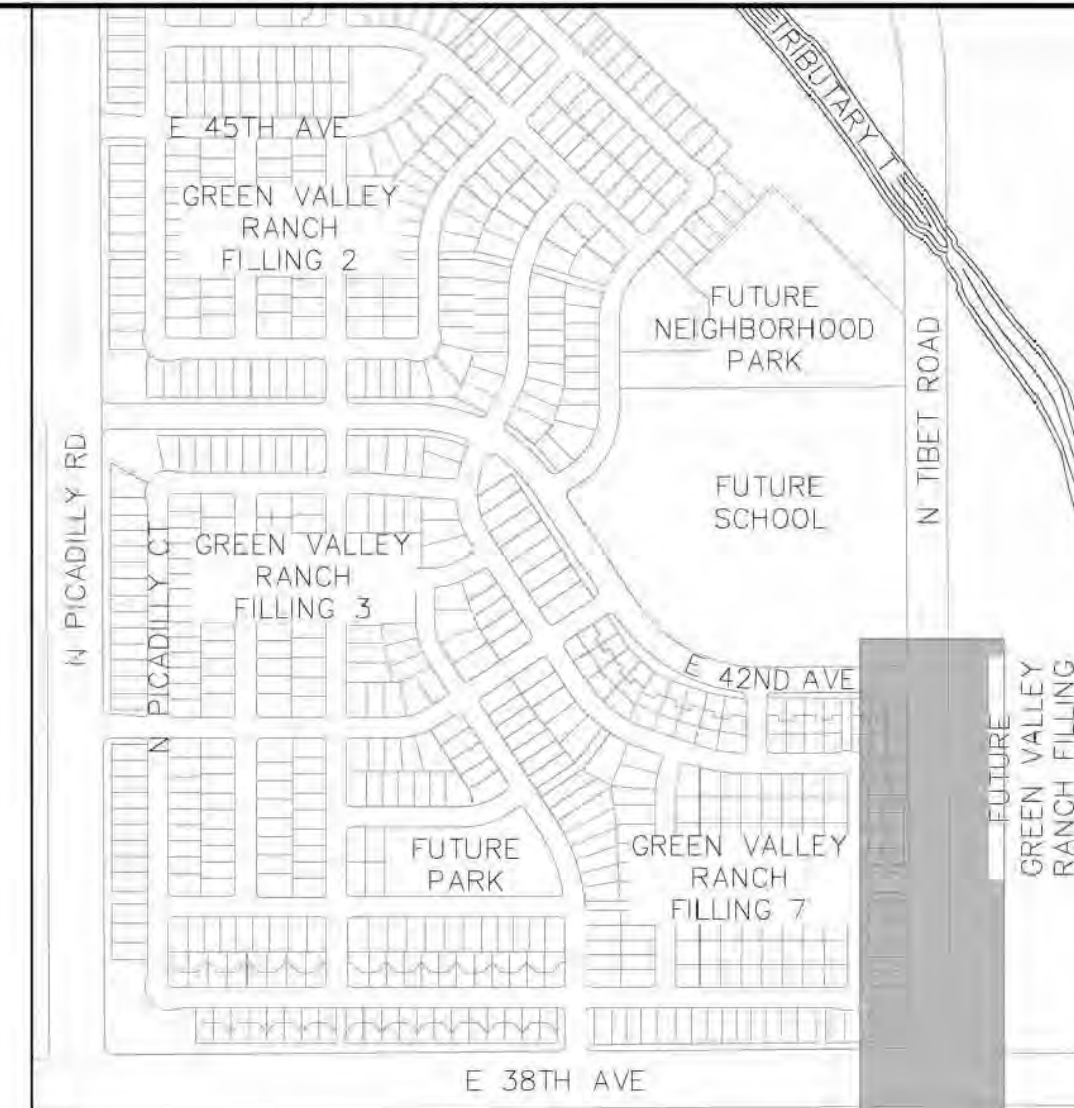 TRIBUTARY T
E 45TH AVE
GREEN VALLEY
RANCH
FILLING 2
FUTURE
NEIGHBORHOOD
PARK
N TIBET ROAD
N PICADILLY RD
FUTURE
SCHOOL
N PICADILLY CT
GREEN VALLEY
RANCH
FILLING 3
E 42ND AVE
FUTURE
GREEN VALLEY
RANCH FILLING
FUTURE
PARK
GREEN VALLEY
RANCH
FILLING 7
E 38TH AVE